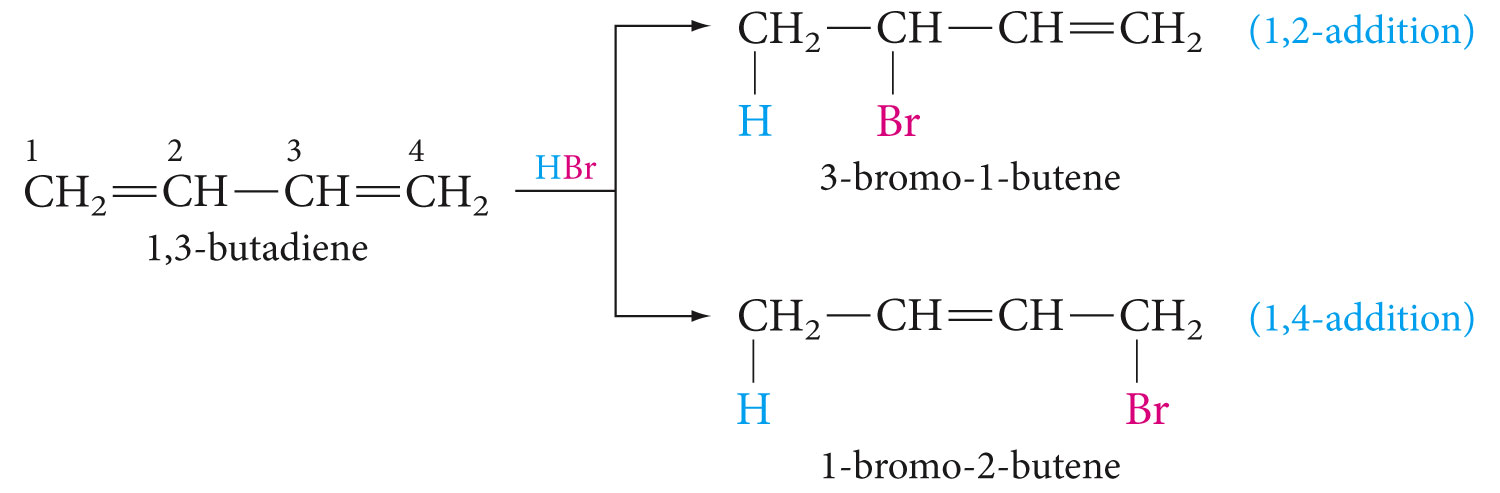 CH₂—CH—CH=CH₂ (1,2-addition)
H Br
3-bromo-1-butene
1 2 3 4
CH₂=CH—CH=CH₂
1,3-butadiene
HBr
CH₂—CH=CH—CH₂ (1,4-addition)
H Br
1-bromo-2-butene